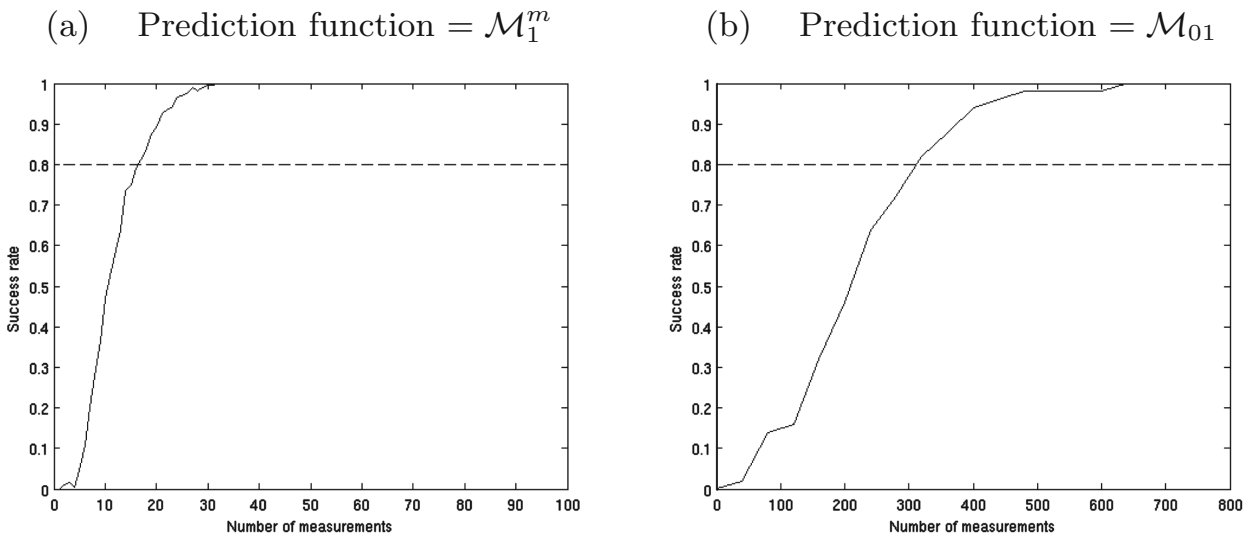 (a) Prediction function = ℳ₁ᵐ
(b) Prediction function = ℳ₀₁
1
0.9
0.8
0.7
0.6
0.5
0.4
0.3
0.2
0.1
0
Success rate
0 10 20 30 40 50 60 70 80 90 100
Number of measurements
1
0.9
0.8
0.7
0.6
0.5
0.4
0.3
0.2
0.1
0
Success rate
0 100 200 300 400 500 600 700 800
Number of measurements